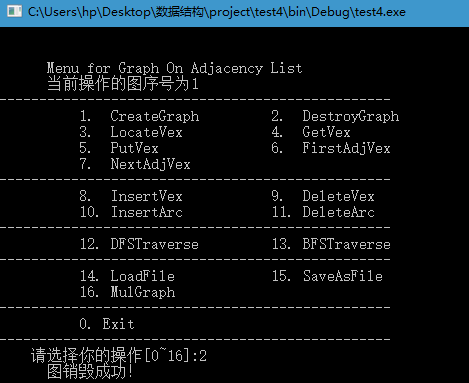 C:\Users\hp\Desktop\数据结构\project\test4\bin\Debug\test4.exe
Menu for Graph On Adjacency List
当前操作的图序号为1
-------------------------------------------------
1. CreateGraph 2. DestroyGraph
3. LocateVex 4. GetVex
5. PutVex 6. FirstAdjVex
7. NextAdjVex
-------------------------------------------------
8. InsertVex 9. DeleteVex
10. InsertArc 11. DeleteArc
-------------------------------------------------
12. DFSTraverse 13. BFSTraverse
-------------------------------------------------
14. LoadFile 15. SaveAsFile
16. MulGraph
-------------------------------------------------
0. Exit
-------------------------------------------------
请选择你的操作[0~16]:2
图销毁成功!